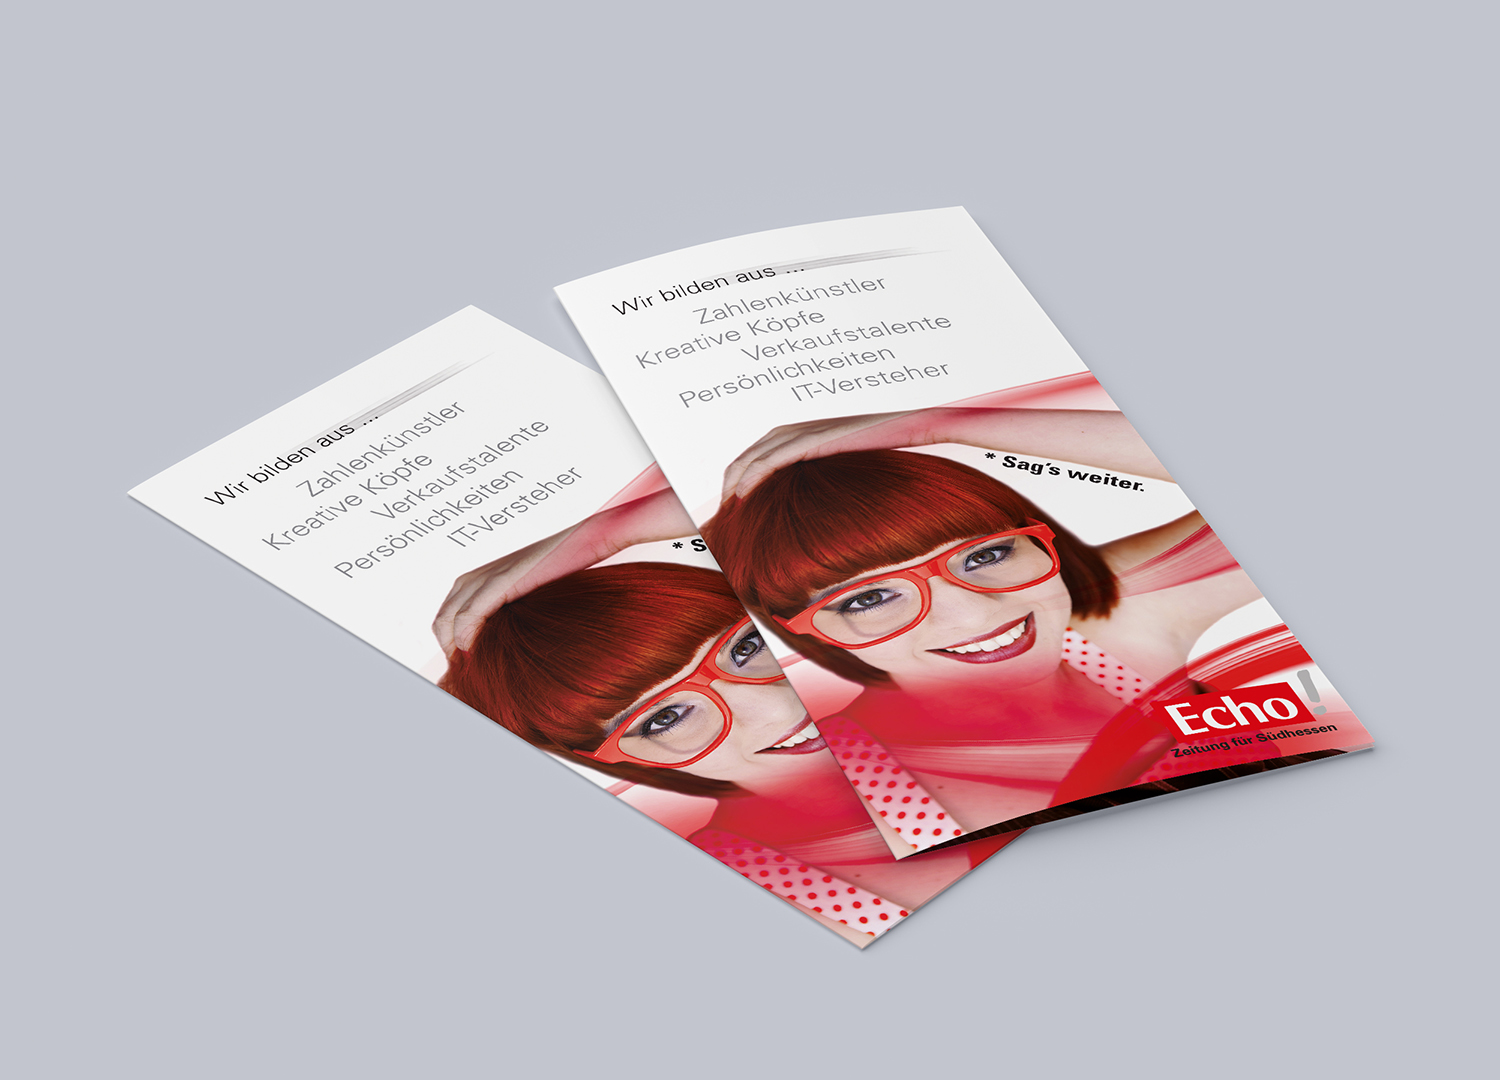 Wir bilden aus ...
Zahlenkünstler
Kreative Köpfe
Verkaufstalente
Persönlichkeiten
IT-Versteher
* S
Wir bilden aus ...
Zahlenkünstler
Kreative Köpfe
Verkaufstalente
Persönlichkeiten
IT-Versteher
* Sag's weiter.
Echo!
Zeitung für Südhessen